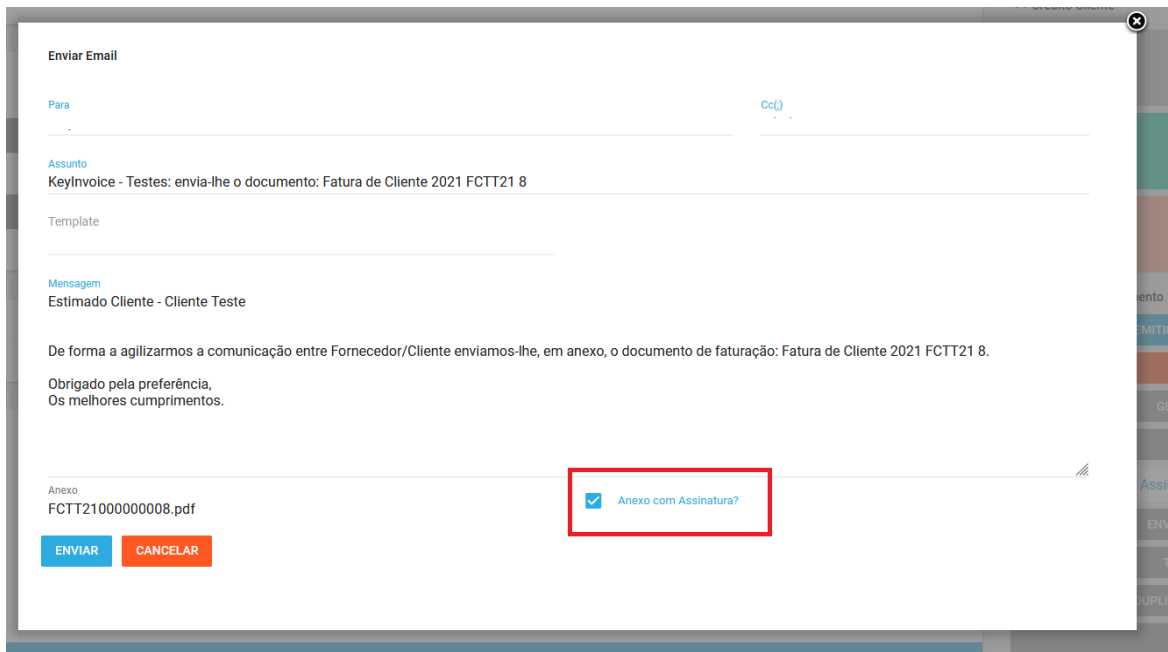 Crédito Cliente
Enviar Email
Para
Cc(;)
Assunto
KeyInvoice - Testes: envia-lhe o documento: Fatura de Cliente 2021 FCTT21 8
Template
Mensagem
Estimado Cliente - Cliente Teste
De forma a agilizarmos a comunicação entre Fornecedor/Cliente enviamos-lhe, em anexo, o documento de faturação: Fatura de Cliente 2021 FCTT21 8.
Obrigado pela preferência,
Os melhores cumprimentos.
Anexo
FCTT21000000008.pdf
Anexo com Assinatura?
ENVIAR
CANCELAR